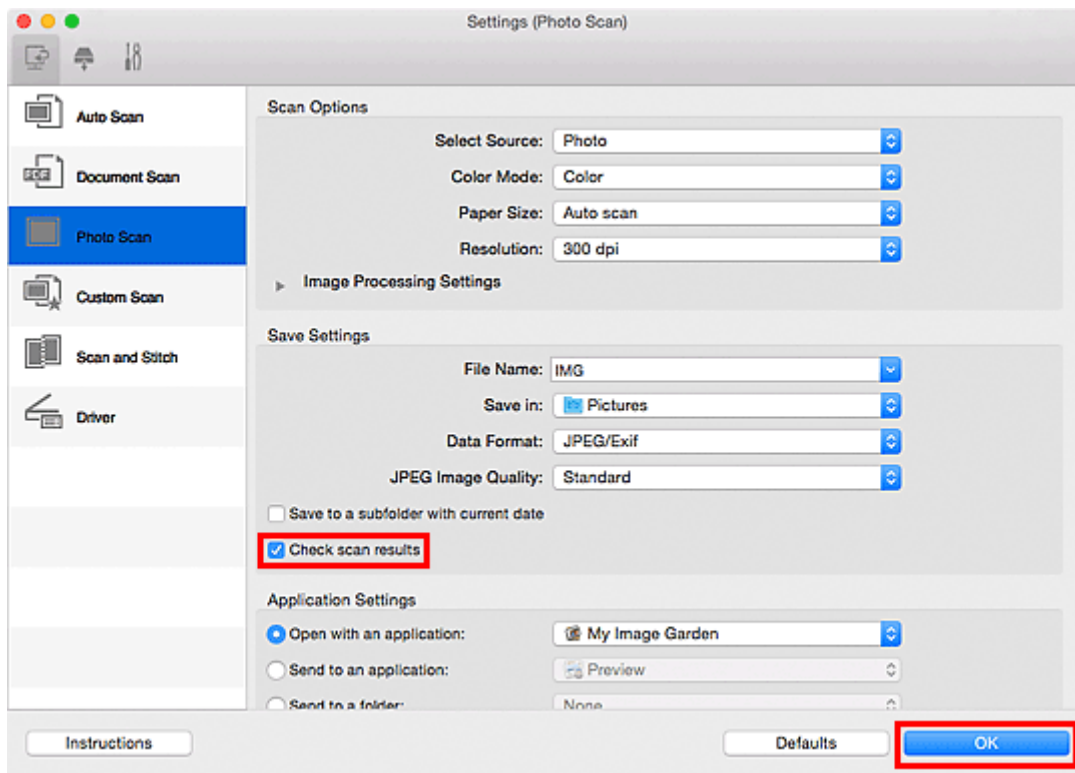 Settings (Photo Scan)
Auto Scan
Document Scan
Photo Scan
Custom Scan
Scan and Stitch
Driver
Scan Options
Select Source: Photo
Color Mode: Color
Paper Size: Auto scan
Resolution: 300 dpi
Image Processing Settings
Save Settings
File Name: IMG
Save in: Pictures
Data Format: JPEG/Exif
JPEG Image Quality: Standard
Save to a subfolder with current date
Check scan results
Application Settings
Open with an application: My Image Garden
Send to an application: Preview
Send to a folder: None
Instructions Defaults OK